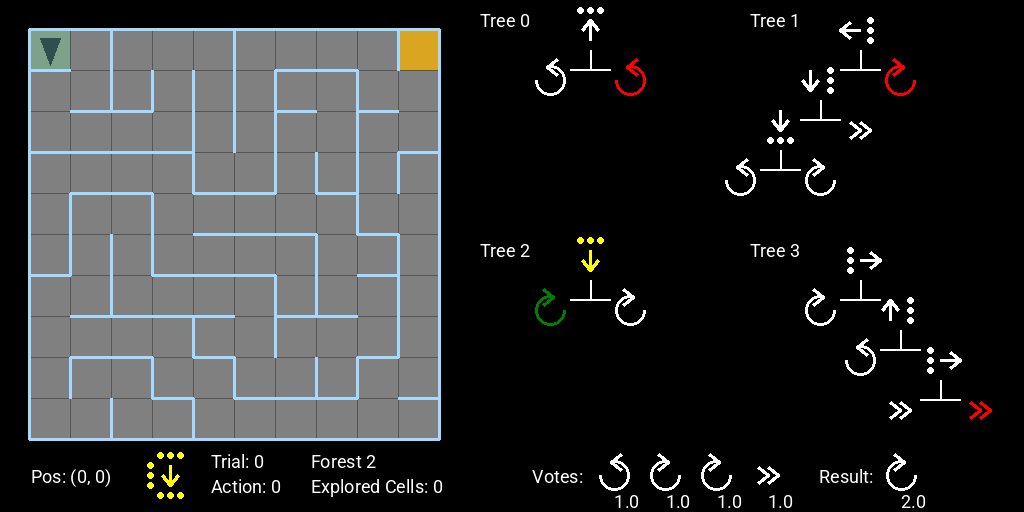 Tree 0
Tree 1
Tree 2
Tree 3
Pos: (0, 0)
Trial: 0
Forest 2
Action: 0
Explored Cells: 0
Votes:
1.0
1.0
1.0
1.0
Result:
2.0